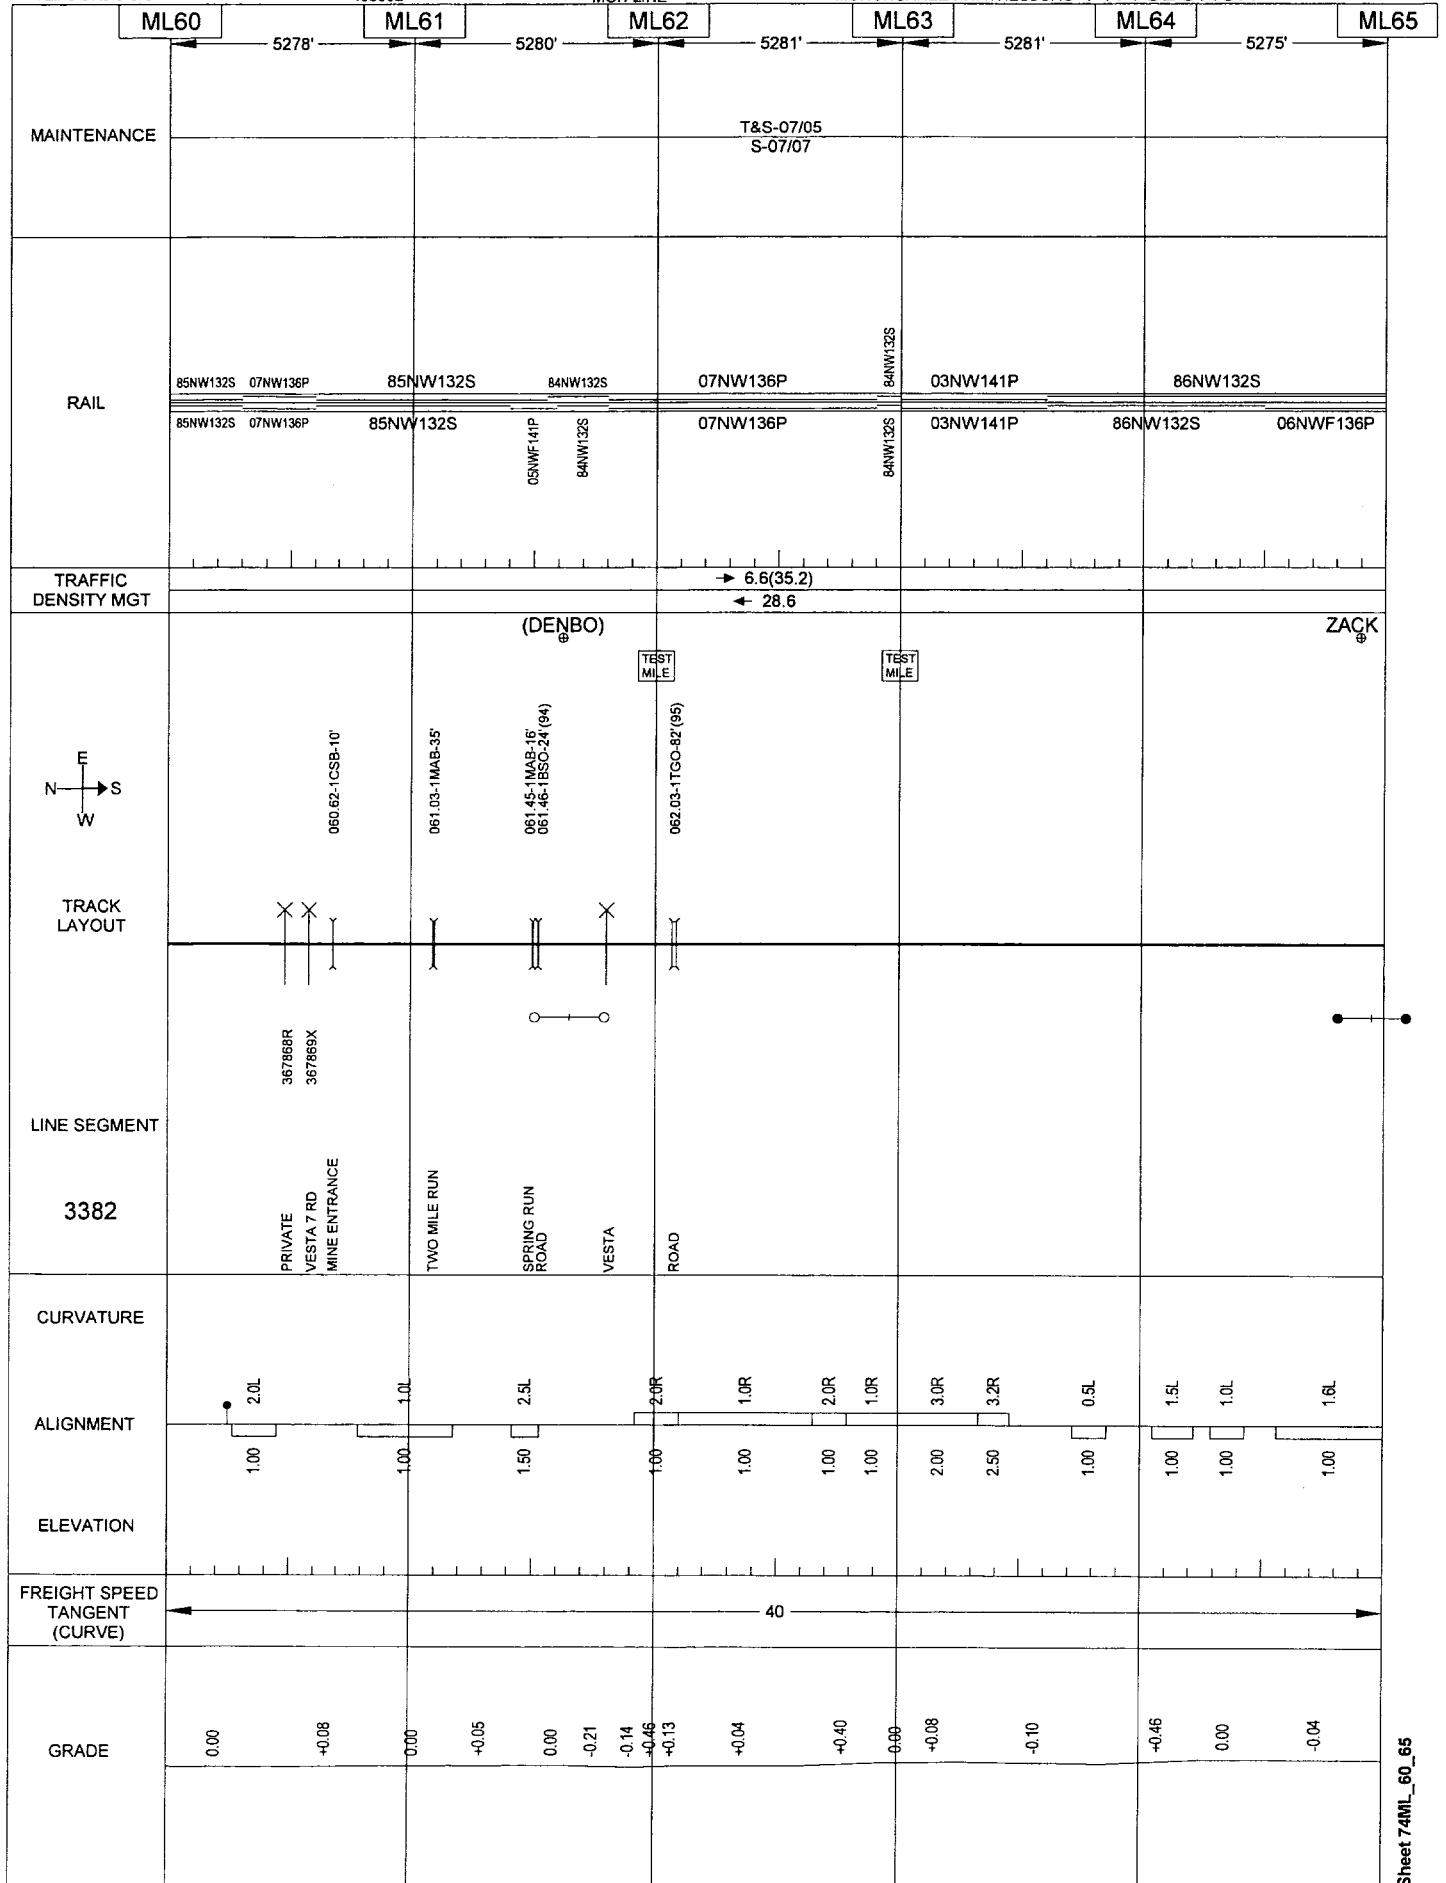 ML60 ML61 ML62 ML63 ML64 ML65
5278' 5280' 5281' 5281' 5275'
MAINTENANCE
T&S-07/05
S-07/07
RAIL
85NW132S 07NW136P 85NW132S 84NW132S 07NW136P 84NW132S 03NW141P 86NW132S
85NW132S 07NW136P 85NW132S 05NWF141P 84NW132S 07NW136P 84NW132S 03NW141P 86NW132S 06NWF136P
TRAFFIC
DENSITY MGT
6.6(35.2)
28.6
(DENBO) ZACK
TEST
MILE
TEST
MILE
E
N S
W
060.62-1CSB-10'
061.03-1MAB-35'
061.45-1MAB-16'
061.46-1BSO-24'(94)
062.03-1TGO-82'(95)
TRACK
LAYOUT
367868R
367869X
LINE SEGMENT
3382
PRIVATE
VESTA 7 RD
MINE ENTRANCE
TWO MILE RUN
SPRING RUN
ROAD
VESTA
ROAD
CURVATURE
2.0L 1.0L 2.5L 2.0R 1.0R 2.0R 1.0R 3.0R 3.2R 0.5L 1.5L 1.0L 1.6L
ALIGNMENT
1.00 1.00 1.50 1.00 1.00 1.00 1.00 2.00 2.50 1.00 1.00 1.00 1.00
ELEVATION
FREIGHT SPEED
TANGENT
(CURVE)
40
GRADE
0.00 +0.08 0.00 +0.05 0.00 -0.21 -0.14 +0.46 +0.13 +0.04 +0.40 0.00 +0.08 -0.10 +0.46 0.00 -0.04
Sheet 74ML_60_65